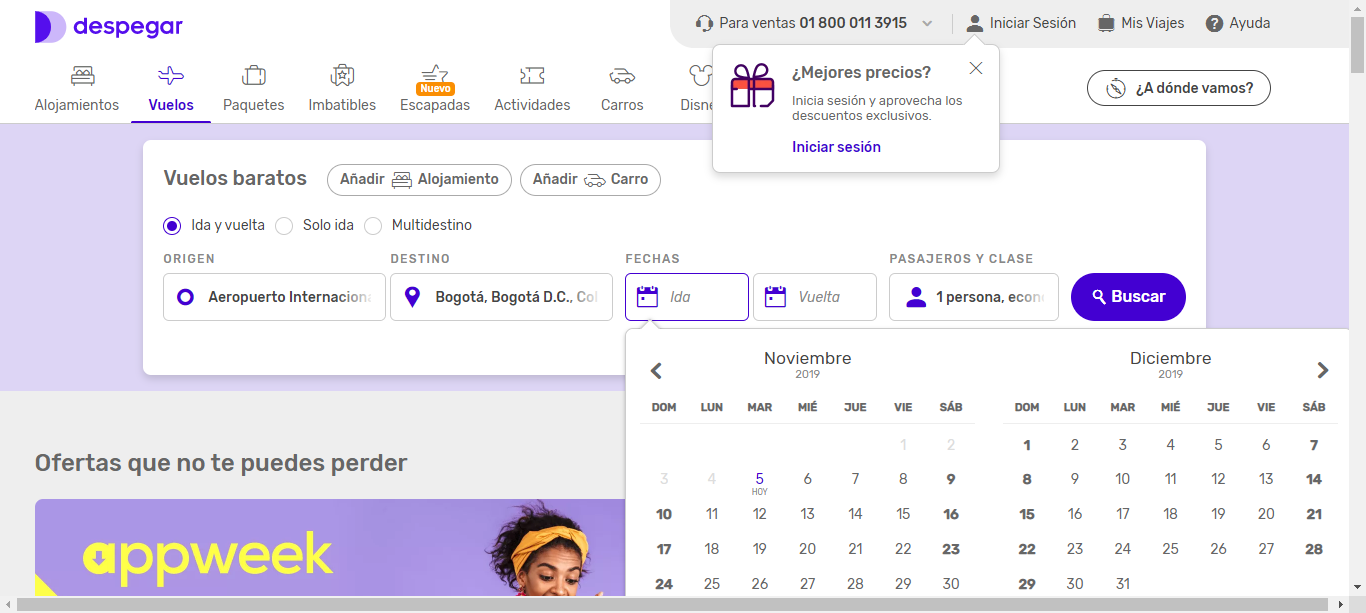 despegar
Para ventas 01 800 011 3915
Iniciar Sesión
Mis Viajes
Ayuda
Alojamientos
Vuelos
Paquetes
Imbatibles
Nuevo
Escapadas
Actividades
Carros
Disne
¿A dónde vamos?
¿Mejores precios?
Inicia sesión y aprovecha los
descuentos exclusivos.
Iniciar sesión
Vuelos baratos
Añadir Alojamiento
Añadir Carro
Ida y vuelta
Solo ida
Multidestino
ORIGEN
DESTINO
FECHAS
PASAJEROS Y CLASE
Aeropuerto Internaciona
Bogotá, Bogotá D.C., Col
Ida
Vuelta
1 persona, econ
Buscar
Noviembre
2019
DOM LUN MAR MIÉ JUE VIE SÁB
1 2
3 4 5 6 7 8 9
HOY
10 11 12 13 14 15 16
17 18 19 20 21 22 23
24 25 26 27 28 29 30
Diciembre
2019
DOM LUN MAR MIÉ JUE VIE SÁB
1 2 3 4 5 6 7
8 9 10 11 12 13 14
15 16 17 18 19 20 21
22 23 24 25 26 27 28
29 30 31
Ofertas que no te puedes perder
appweek